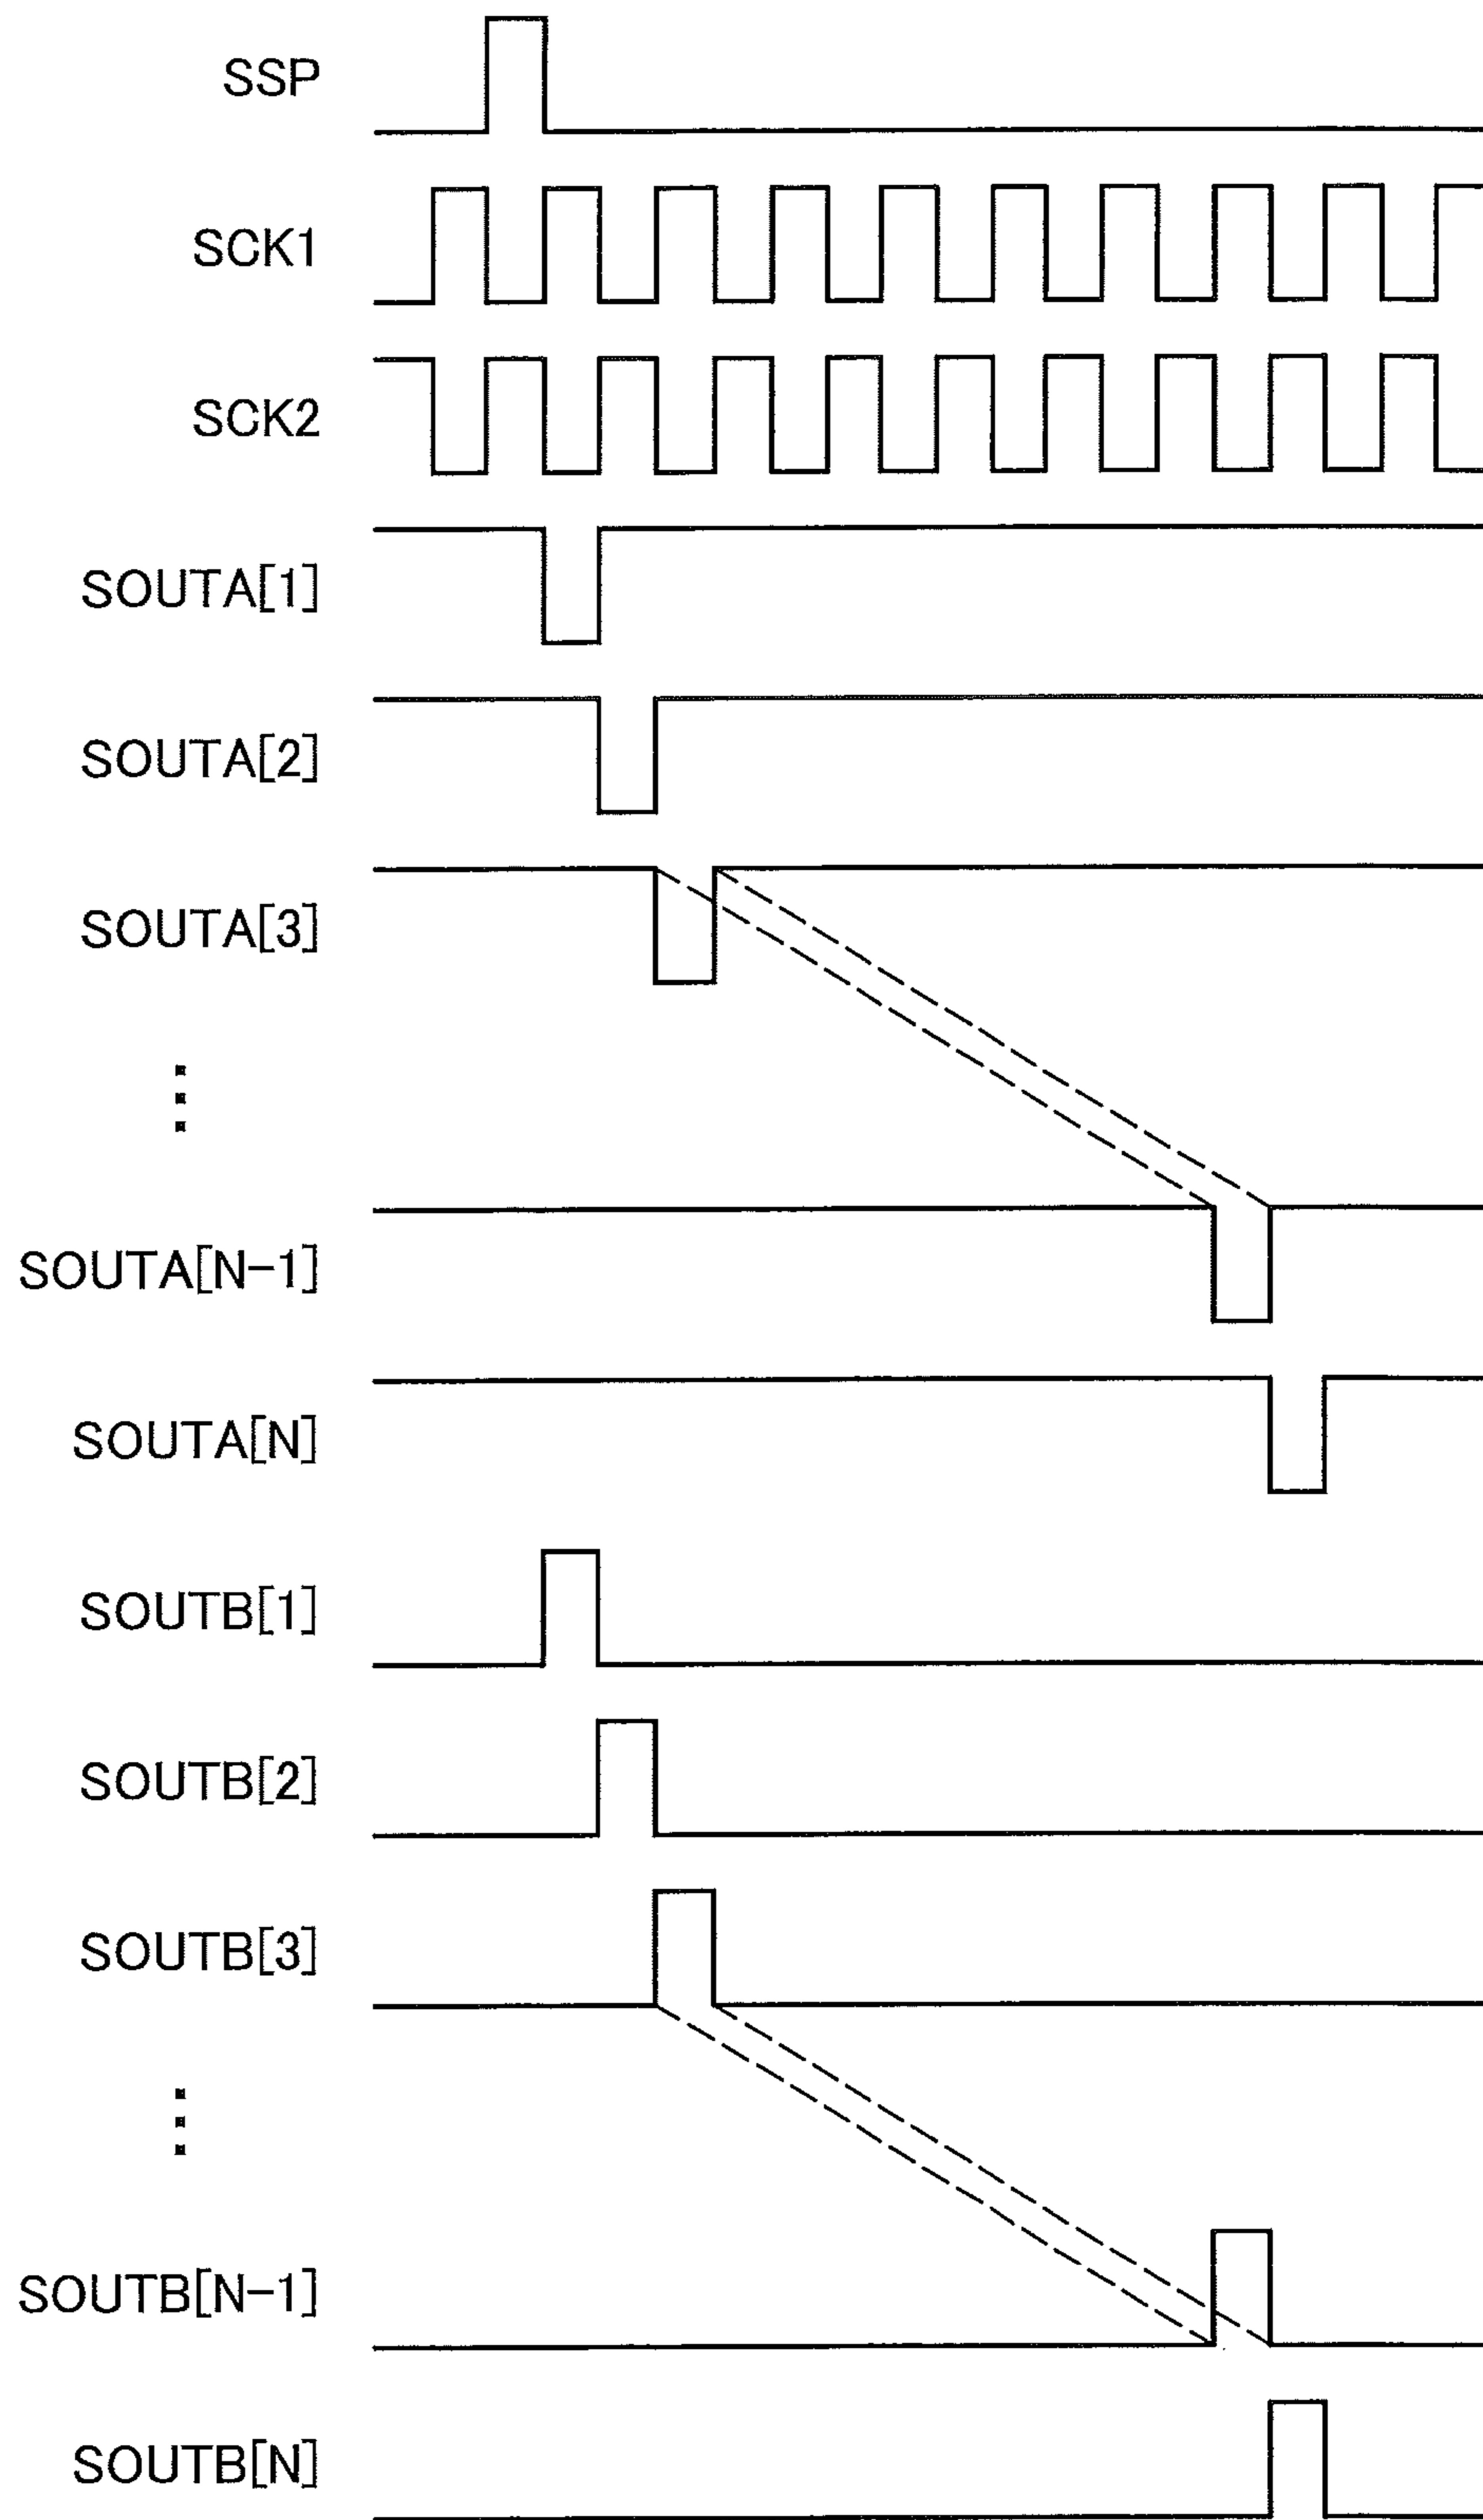 SSP
SCK1
SCK2
SOUTA[1]
SOUTA[2]
SOUTA[3]
⋮
SOUTA[N-1]
SOUTA[N]
SOUTB[1]
SOUTB[2]
SOUTB[3]
⋮
SOUTB[N-1]
SOUTB[N]